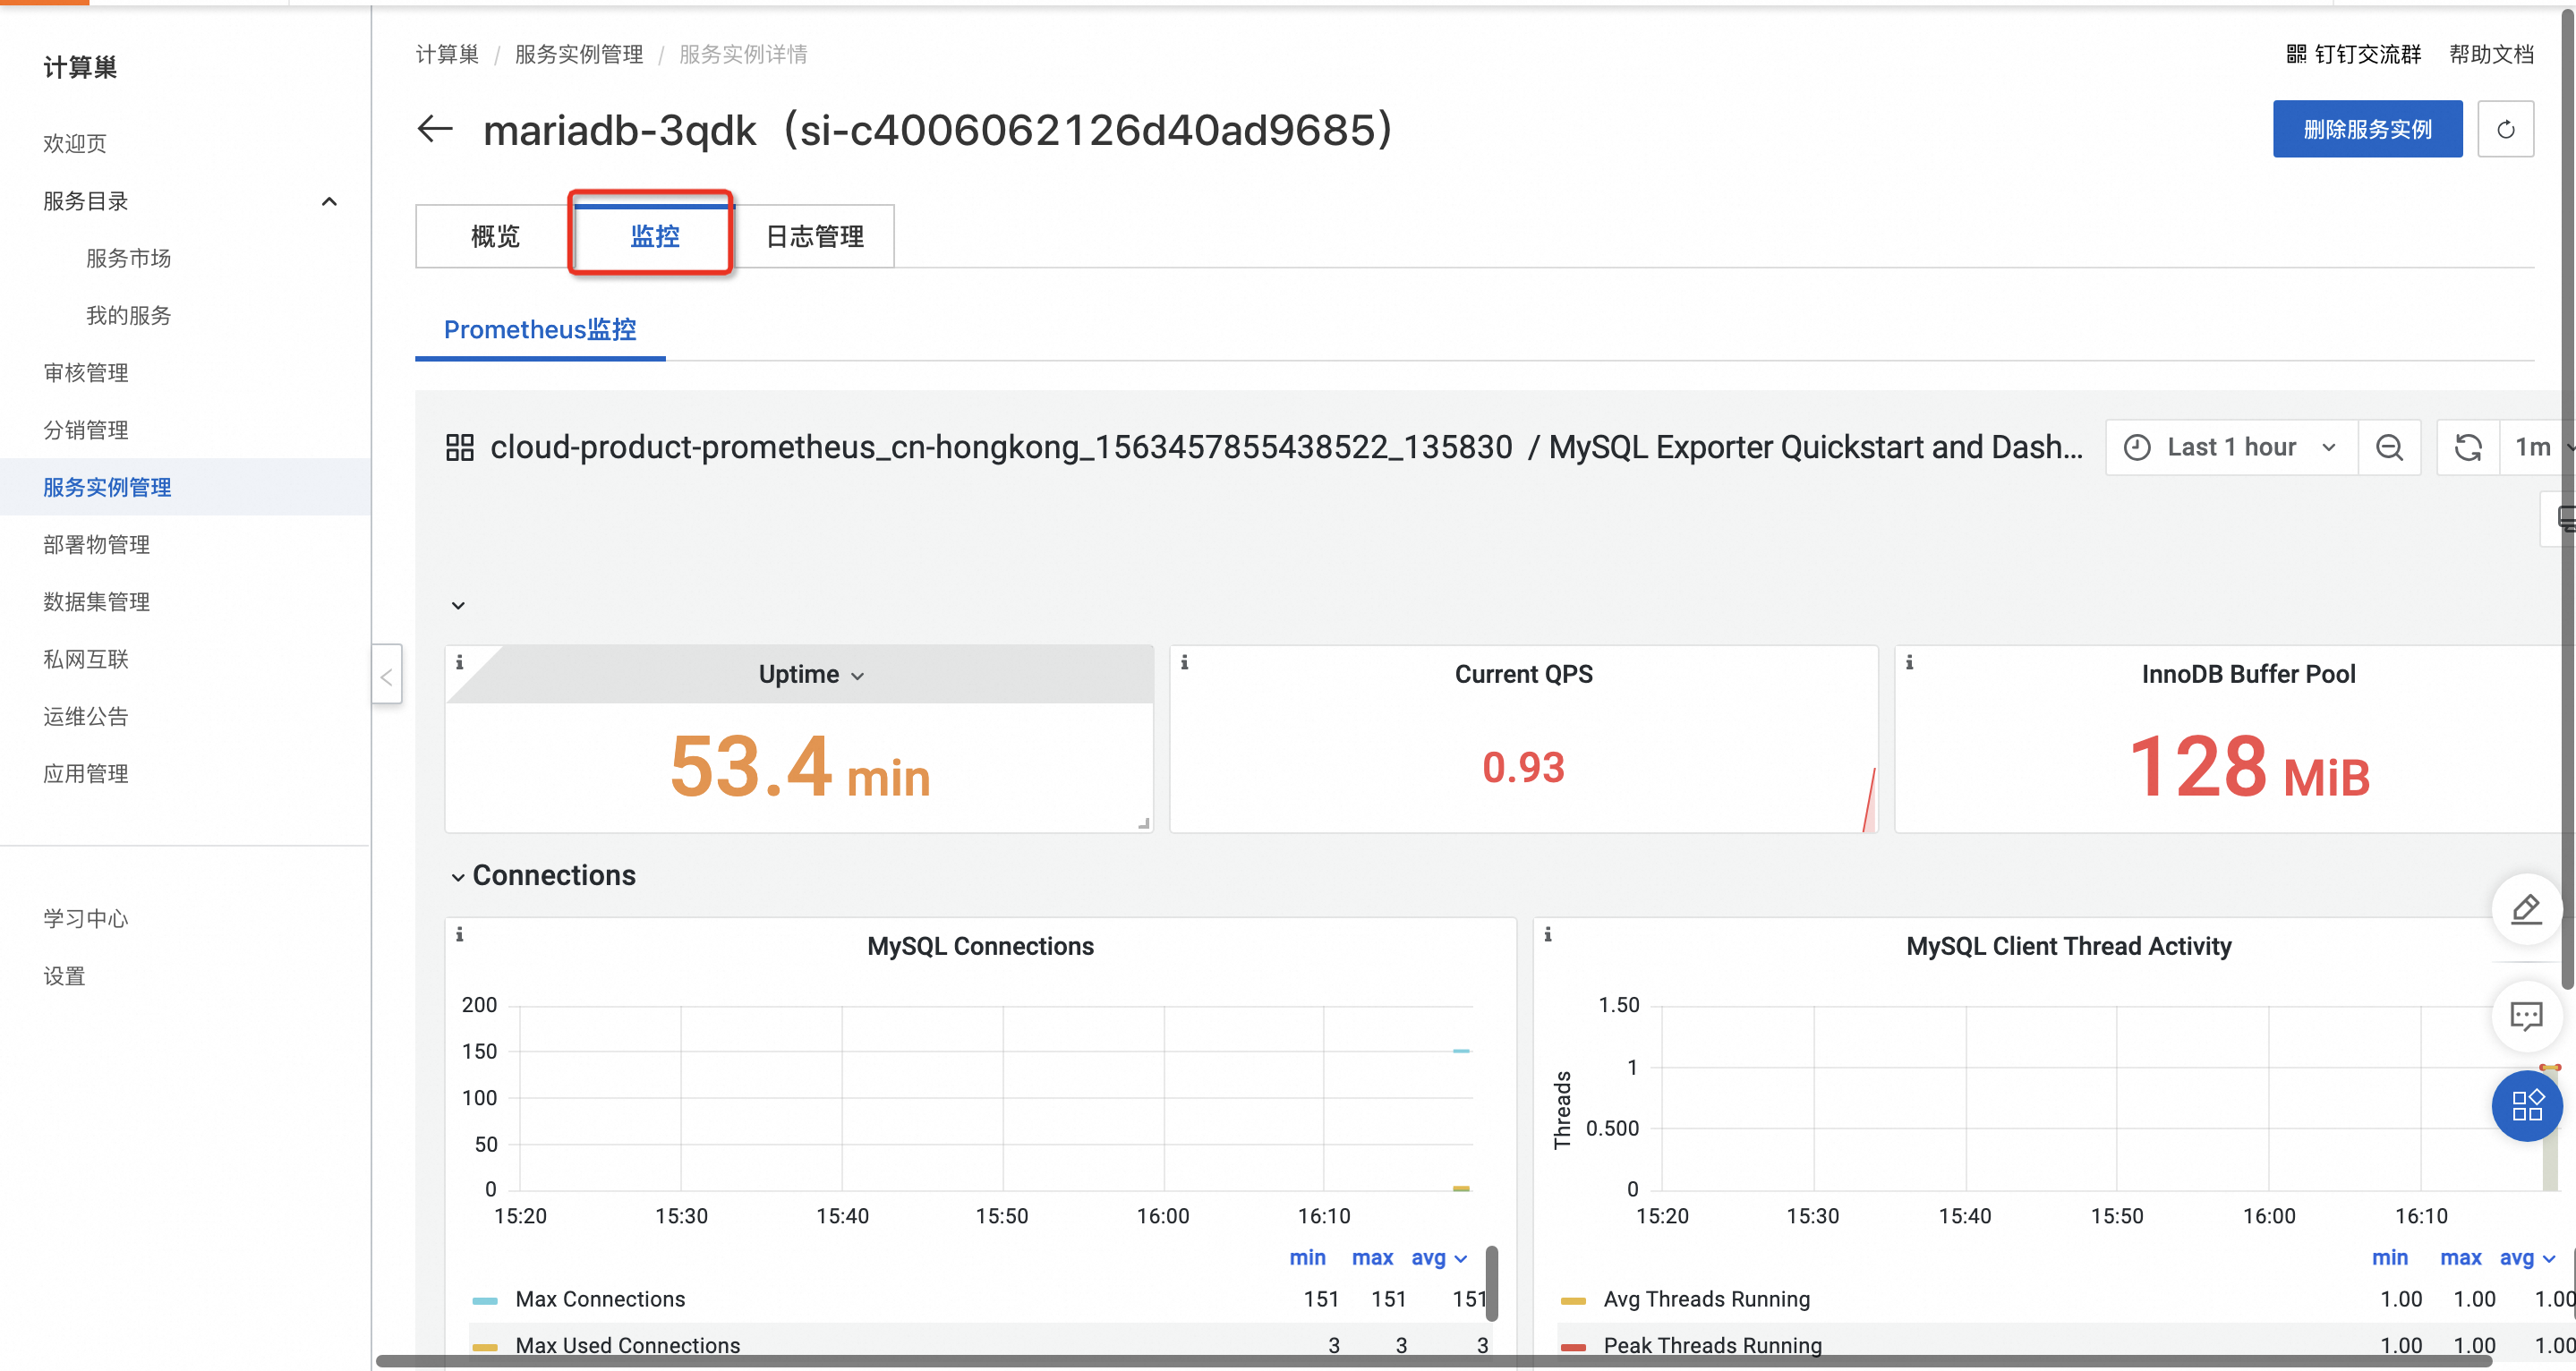 计算巢
欢迎页
服务目录
服务市场
我的服务
审核管理
分销管理
服务实例管理
部署物管理
数据集管理
私网互联
运维公告
应用管理
学习中心
设置
计算巢 / 服务实例管理 / 服务实例详情
钉钉交流群 帮助文档
mariadb-3qdk（si-c4006062126d40ad9685）
删除服务实例
概览 监控 日志管理
Prometheus监控
cloud-product-prometheus_cn-hongkong_1563457855438522_135830 / MySQL Exporter Quickstart and Dash...
Last 1 hour
1m
Uptime
53.4 min
Current QPS
0.93
InnoDB Buffer Pool
128 MiB
Connections
MySQL Connections
200
150
100
50
0
15:20 15:30 15:40 15:50 16:00 16:10
min max avg
Max Connections 151 151 151
Max Used Connections 3 3 3
MySQL Client Thread Activity
Threads
1.50
1
0.500
0
15:20 15:30 15:40 15:50 16:00 16:10
min max avg
Avg Threads Running 1.00 1.00 1.00
Peak Threads Running 1.00 1.00 1.00